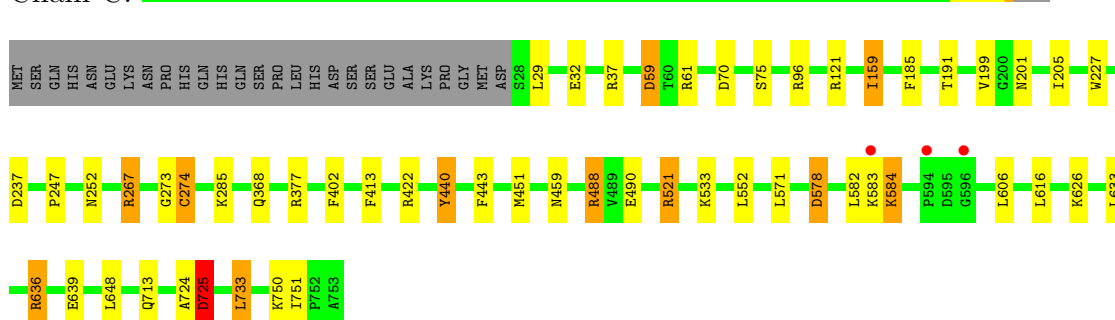 Chain C:
MET SER GLN HIS ASN GLU LYS ASN PRO HIS GLN HIS GLN SER PRO LEU HIS ASP SER SER GLU ALA LYS PRO GLY MET ASP S28 L29 E32 R37 D59 T60 R61 D70 S75 R96 R121 I159 F185 T191 V199 G200 N201 I205 W227
D237 P247 N252 R267 G273 C274 K285 Q368 R377 F402 F413 R422 Y440 F443 M451 N459 R488 V489 E490 R521 K533 L552 L571 D578 L582 K583 K584 P594 D595 G596 L606 L616 K626 L633
R636 E639 L648 Q713 A724 D725 L733 K750 I751 P752 A753